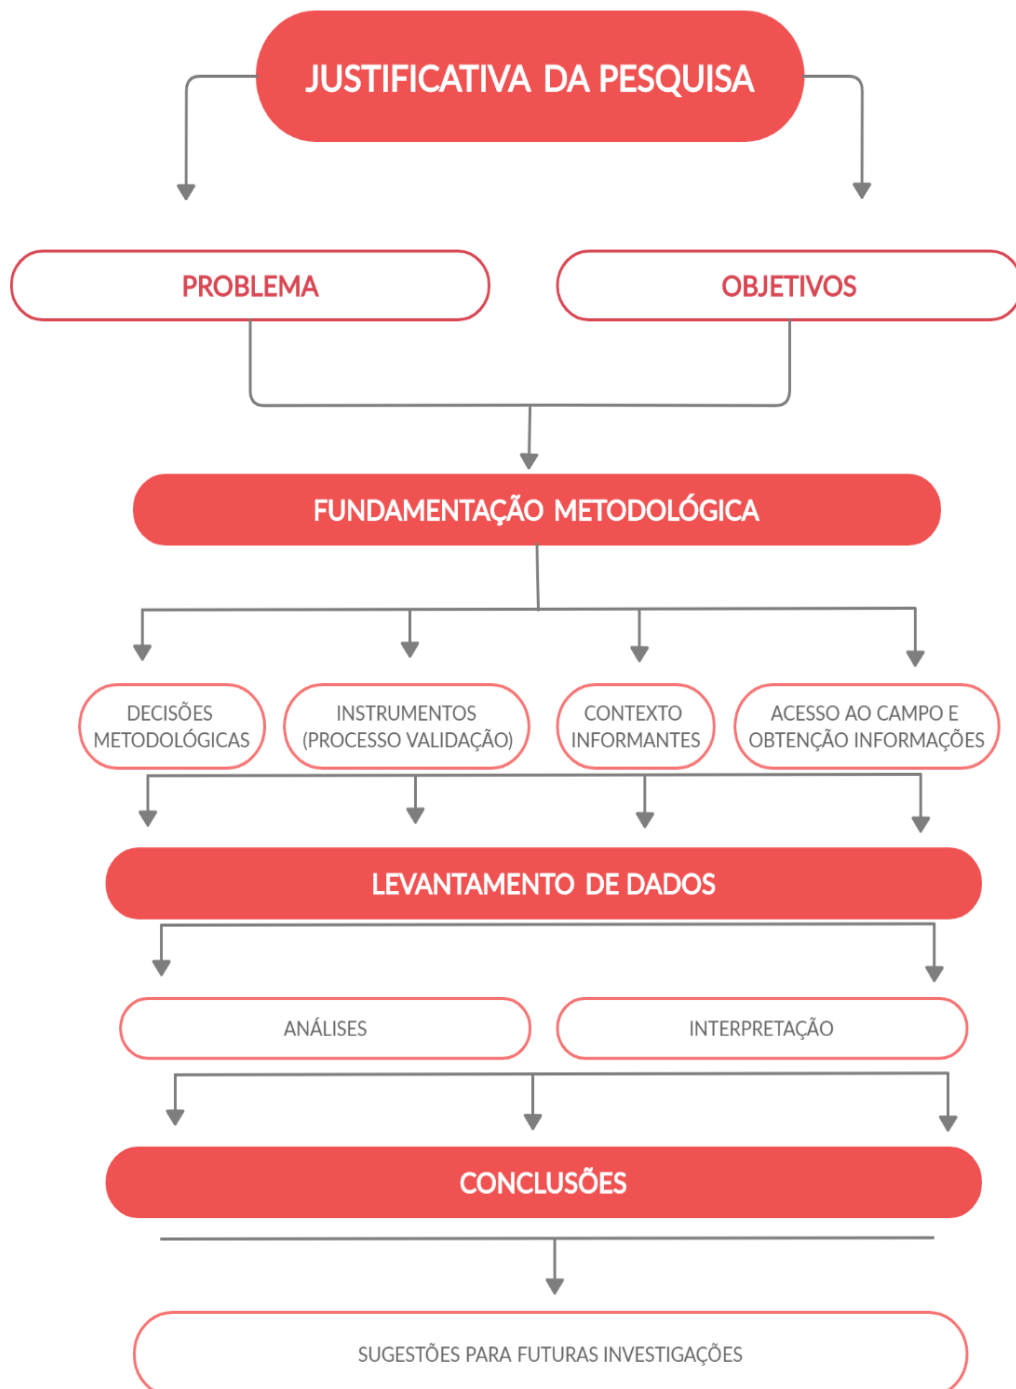 JUSTIFICATIVA DA PESQUISA
PROBLEMA
OBJETIVOS
FUNDAMENTAÇÃO METODOLÓGICA
DECISÕES
METODOLÓGICAS
INSTRUMENTOS
(PROCESSO VALIDAÇÃO)
CONTEXTO
INFORMANTES
ACESSO AO CAMPO E
OBTENÇÃO INFORMAÇÕES
LEVANTAMENTO DE DADOS
ANÁLISES
INTERPRETAÇÃO
CONCLUSÕES
SUGESTÕES PARA FUTURAS INVESTIGAÇÕES